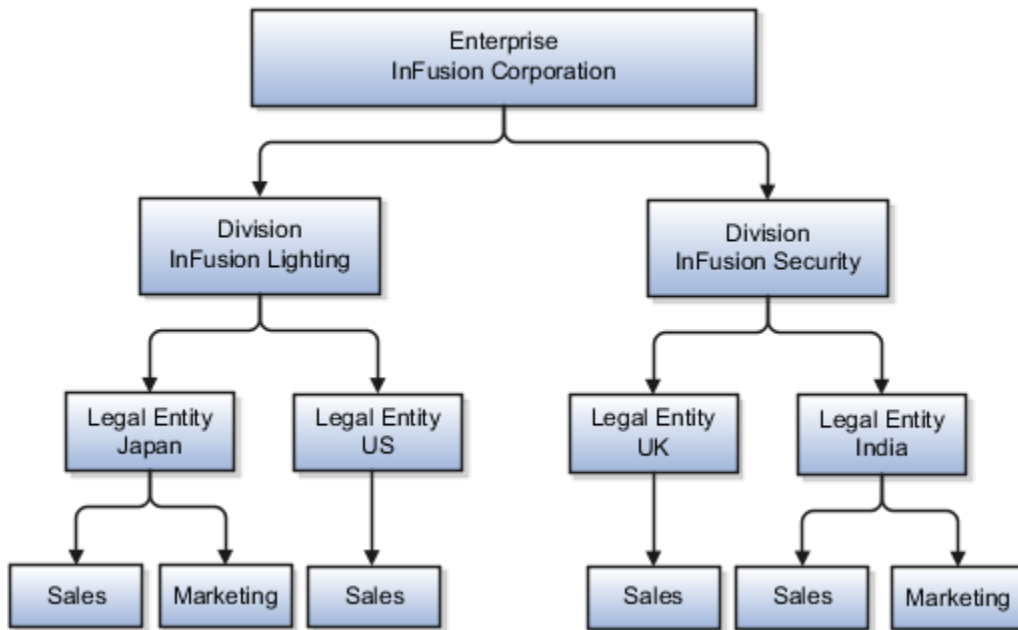 Enterprise
InFusion Corporation
Division
InFusion Lighting
Division
InFusion Security
Legal Entity
Japan
Legal Entity
US
Legal Entity
UK
Legal Entity
India
Sales
Marketing
Sales
Sales
Sales
Marketing